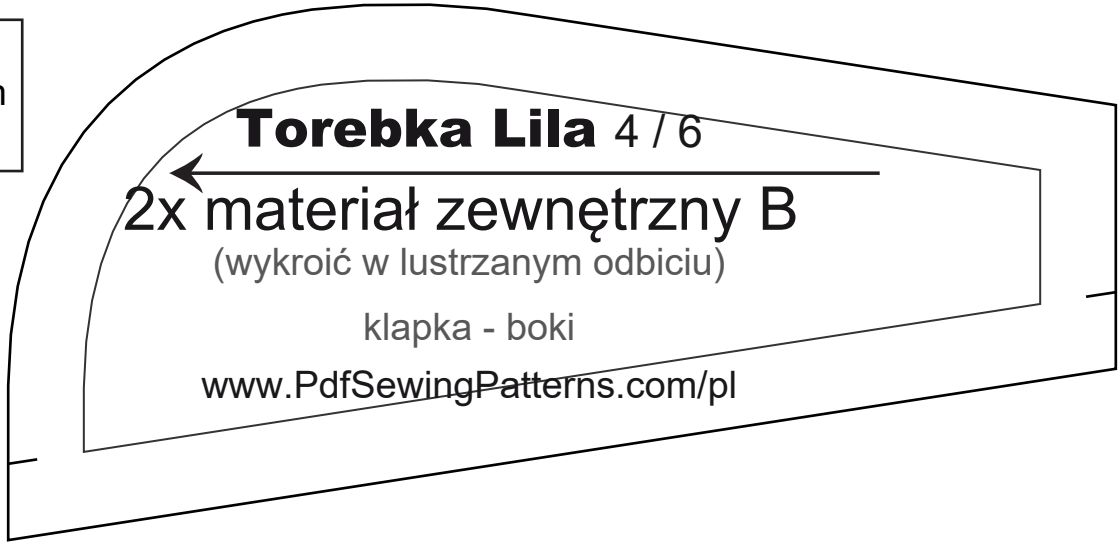 Torebka Lila 4 / 6
2x materiał zewnętrzny B
(wykroić w lustrzanym odbiciu)
klapka - boki
www.PdfSewingPatterns.com/pl